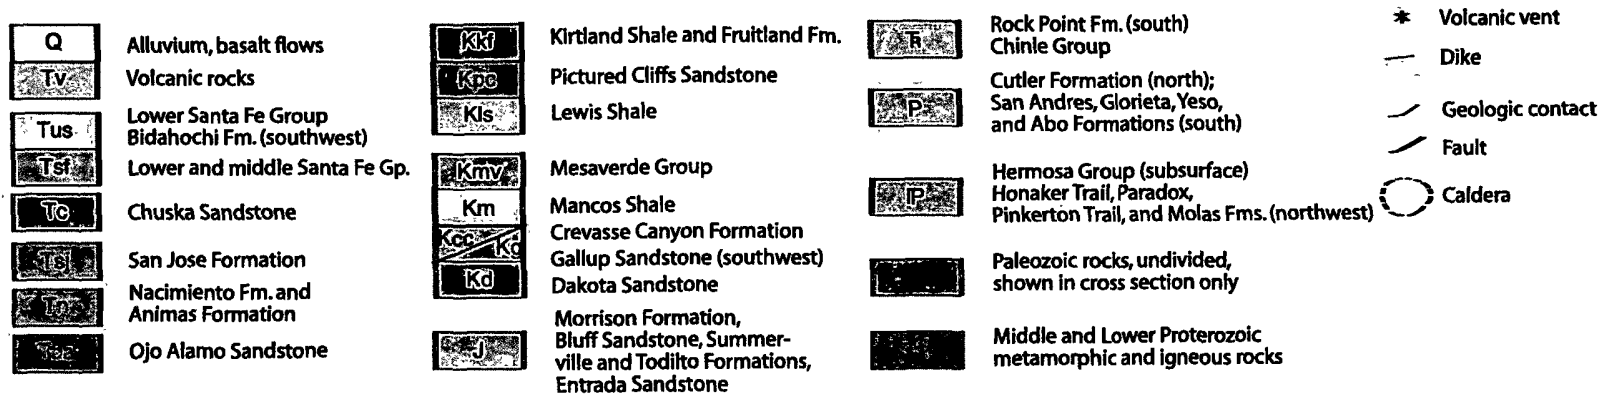 Q Alluvium, basalt flows
Tv Volcanic rocks
Tus Lower Santa Fe Group
Bidahochi Fm. (southwest)
Tsf Lower and middle Santa Fe Gp.
Tc Chuska Sandstone
Tsj San Jose Formation
Tn Nacimiento Fm. and
Animas Formation
Ojo Alamo Sandstone
Kkf Kirtland Shale and Fruitland Fm.
Kpc Pictured Cliffs Sandstone
Kls Lewis Shale
Kmv Mesaverde Group
Km Mancos Shale
Kcc Crevasse Canyon Formation
Kg Gallup Sandstone (southwest)
Kd Dakota Sandstone
Morrison Formation,
Bluff Sandstone, Summer-
J ville and Todilto Formations,
Entrada Sandstone
Rock Point Fm. (south)
Ŧ Chinle Group
Cutler Formation (north);
P San Andres, Glorieta, Yeso,
and Abo Formations (south)
Hermosa Group (subsurface)
IP Honaker Trail, Paradox,
Pinkerton Trail, and Molas Fms. (northwest)
Paleozoic rocks, undivided,
shown in cross section only
Middle and Lower Proterozoic
metamorphic and igneous rocks
Volcanic vent
Dike
Geologic contact
Fault
Caldera